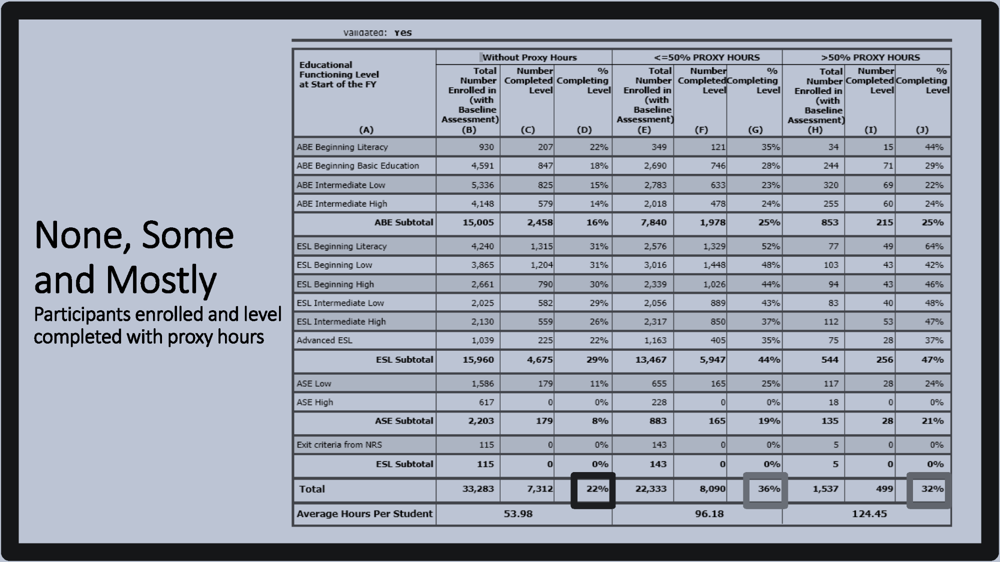 Validated: Yes
None, Some
and Mostly
Participants enrolled and level
completed with proxy hours
Educational
Functioning Level
at Start of the FY
(A)
Without Proxy Hours <=50% PROXY HOURS >50% PROXY HOURS
Total Number % Total Number % Total Number %
Number Completed Completing Number Completed Completing Number Completed Completing
Enrolled in Level Level Enrolled in Level Level Enrolled in Level Level
(with (with (with
Baseline Baseline Baseline
Assessment) Assessment) Assessment)
(B) (C) (D) (E) (F) (G) (H) (I) (J)
ABE Beginning Literacy 930 207 22% 349 121 35% 34 15 44%
ABE Beginning Basic Education 4,591 847 18% 2,690 746 28% 244 71 29%
ABE Intermediate Low 5,336 825 15% 2,783 633 23% 320 69 22%
ABE Intermediate High 4,148 579 14% 2,018 478 24% 255 60 24%
ABE Subtotal 15,005 2,458 16% 7,840 1,978 25% 853 215 25%
ESL Beginning Literacy 4,240 1,315 31% 2,576 1,329 52% 77 49 64%
ESL Beginning Low 3,865 1,204 31% 3,016 1,448 48% 103 43 42%
ESL Beginning High 2,661 790 30% 2,339 1,026 44% 94 43 46%
ESL Intermediate Low 2,025 582 29% 2,056 889 43% 83 40 48%
ESL Intermediate High 2,130 559 26% 2,317 850 37% 112 53 47%
Advanced ESL 1,039 225 22% 1,163 405 35% 75 28 37%
ESL Subtotal 15,960 4,675 29% 13,467 5,947 44% 544 256 47%
ASE Low 1,586 179 11% 655 165 25% 117 28 24%
ASE High 617 0 0% 228 0 0% 18 0 0%
ASE Subtotal 2,203 179 8% 883 165 19% 135 28 21%
Exit criteria from NRS 115 0 0% 143 0 0% 5 0 0%
ESL Subtotal 115 0 0% 143 0 0% 5 0 0%
Total 33,283 7,312 22% 22,333 8,090 36% 1,537 499 32%
Average Hours Per Student 53.98 96.18 124.45